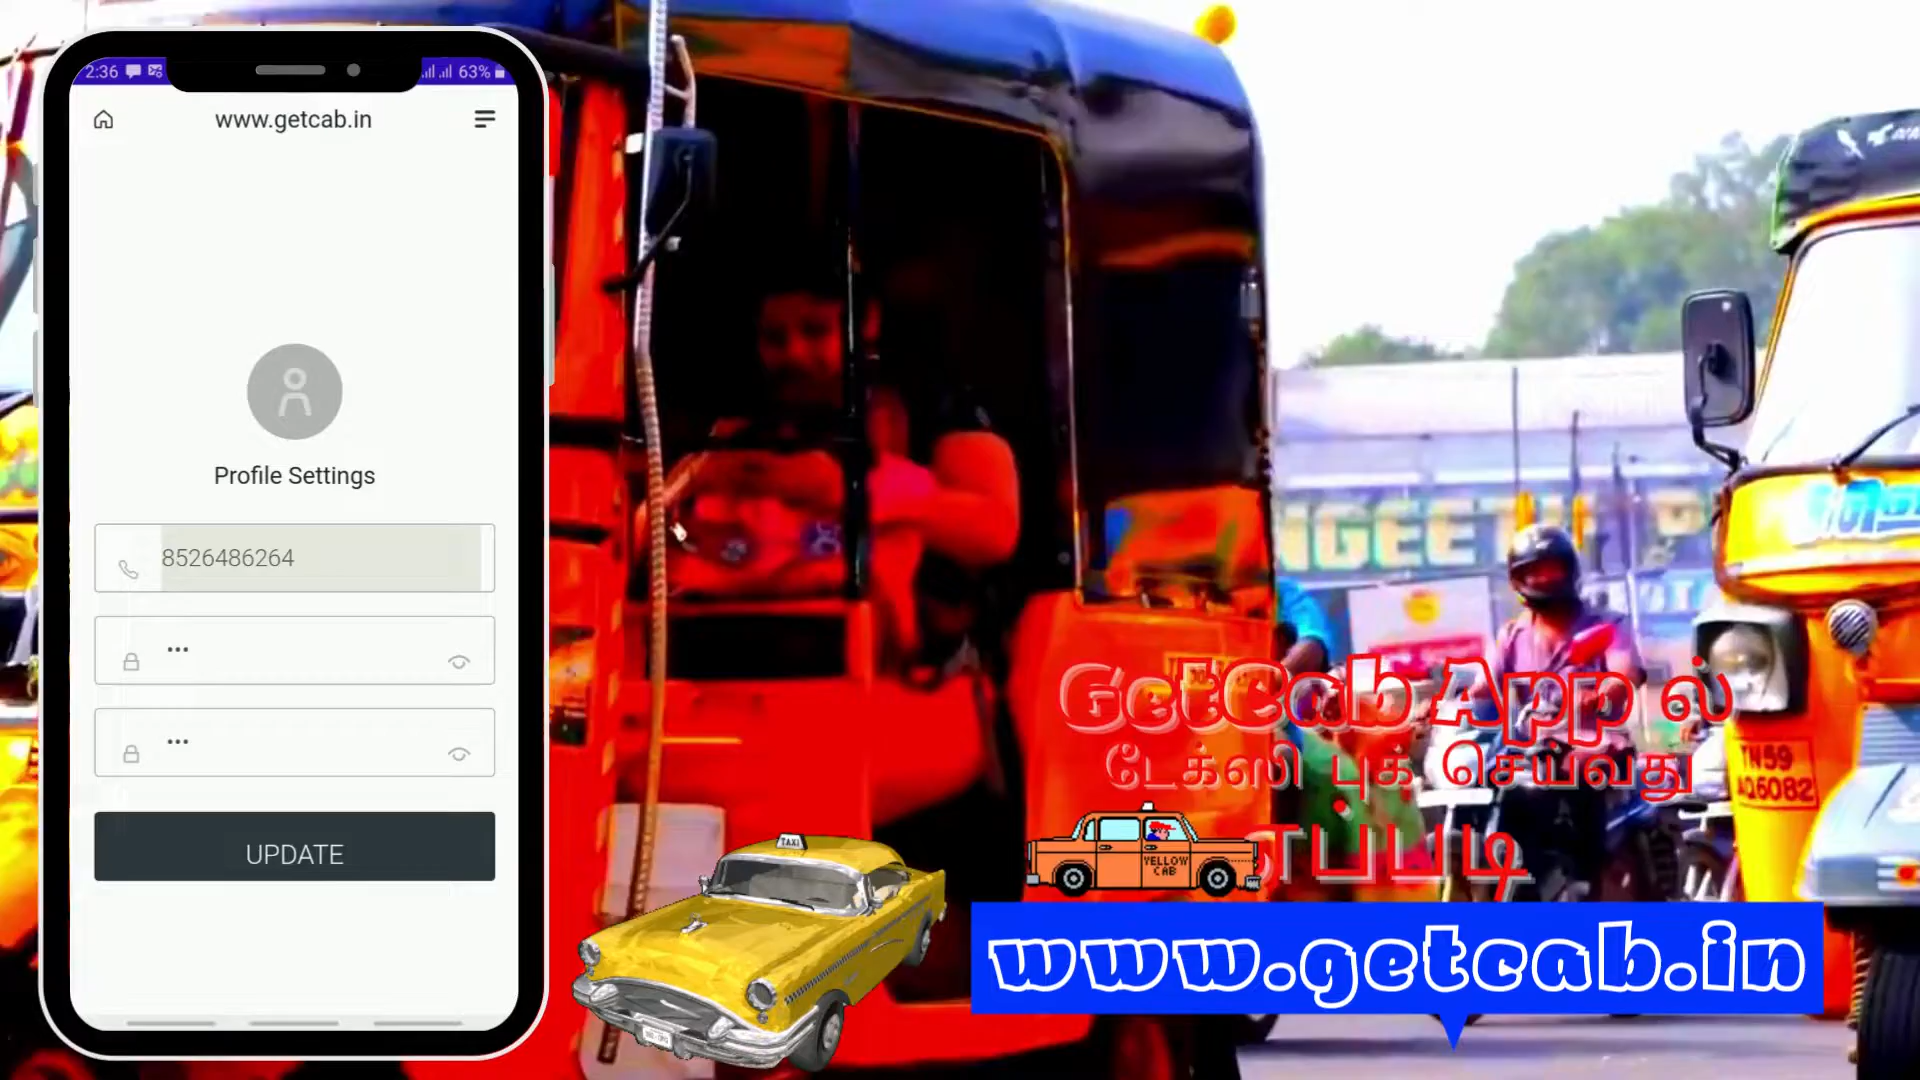 2:36
63%
www.getcab.in
Profile Settings
8526486264
•••
•••
UPDATE
GetCab App ல்
டேக்ஸி புக் செய்வது
எப்படி
TAXI
YELLOW
CAB
www.getcab.in
TN59
AQ6082